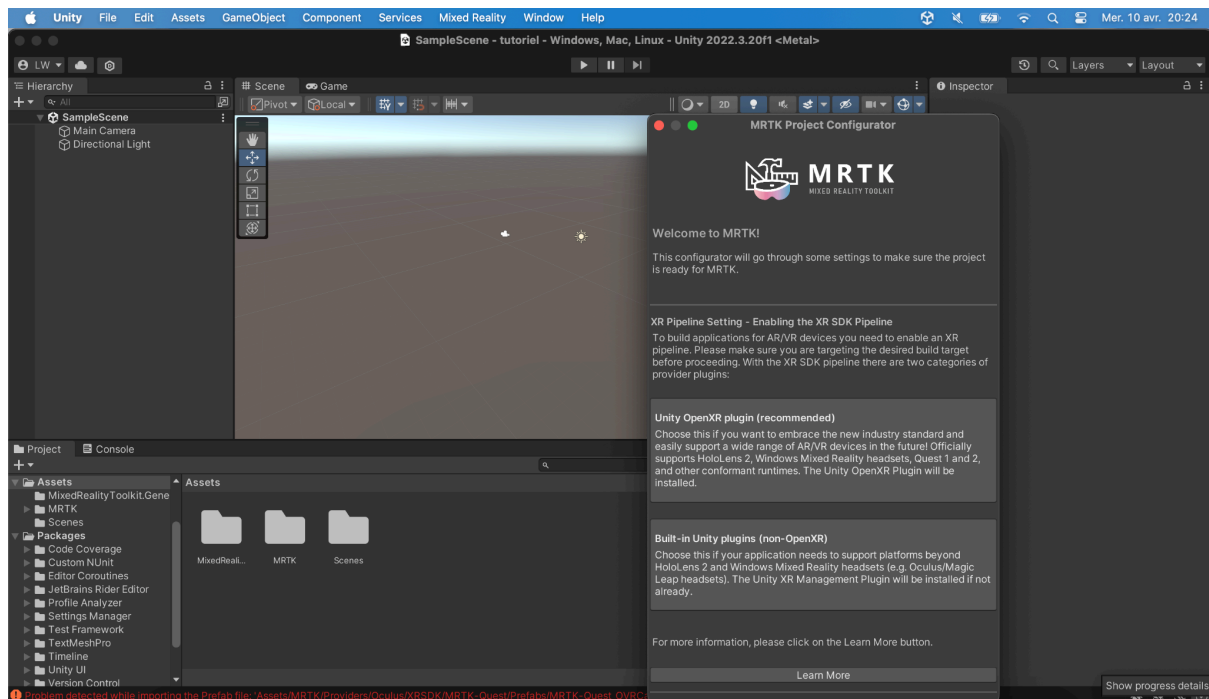 Unity File Edit Assets GameObject Component Services Mixed Reality Window Help Mer. 10 avr. 20:24
SampleScene - tutoriel - Windows, Mac, Linux - Unity 2022.3.20f1 <Metal>
LW Layers Layout
Hierarchy # Scene Game Inspector
All Pivot Local 2D
SampleScene
Main Camera
Directional Light
MRTK Project Configurator
MRTK
MIXED REALITY TOOLKIT
Welcome to MRTK!
This configurator will go through some settings to make sure the project
is ready for MRTK.
XR Pipeline Setting - Enabling the XR SDK Pipeline
To build applications for AR/VR devices you need to enable an XR
pipeline. Please make sure you are targeting the desired build target
before proceeding. With the XR SDK pipeline there are two categories of
provider plugins:
Unity OpenXR plugin (recommended)
Choose this if you want to embrace the new industry standard and
easily support a wide range of AR/VR devices in the future! Officially
supports HoloLens 2, Windows Mixed Reality headsets, Quest 1 and 2,
and other conformant runtimes. The Unity OpenXR Plugin will be
installed.
Built-in Unity plugins (non-OpenXR)
Choose this if your application needs to support platforms beyond
HoloLens 2 and Windows Mixed Reality headsets (e.g. Oculus/Magic
Leap headsets). The Unity XR Management Plugin will be installed if not
already.
For more information, please click on the Learn More button.
Learn More
Project Console
Assets
MixedRealityToolkit.Gene
MRTK
Scenes
Packages
Code Coverage
Custom NUnit
Editor Coroutines
JetBrains Rider Editor
Profile Analyzer
Settings Manager
Test Framework
TextMeshPro
Timeline
Unity UI
Version Control
Assets
MixedReali... MRTK Scenes
Problem detected while importing the Prefab file: 'Assets/MRTK/Providers/Oculus/XRSDK/MRTK-Quest/Prefabs/MRTK-Quest_OVRC
Show progress details